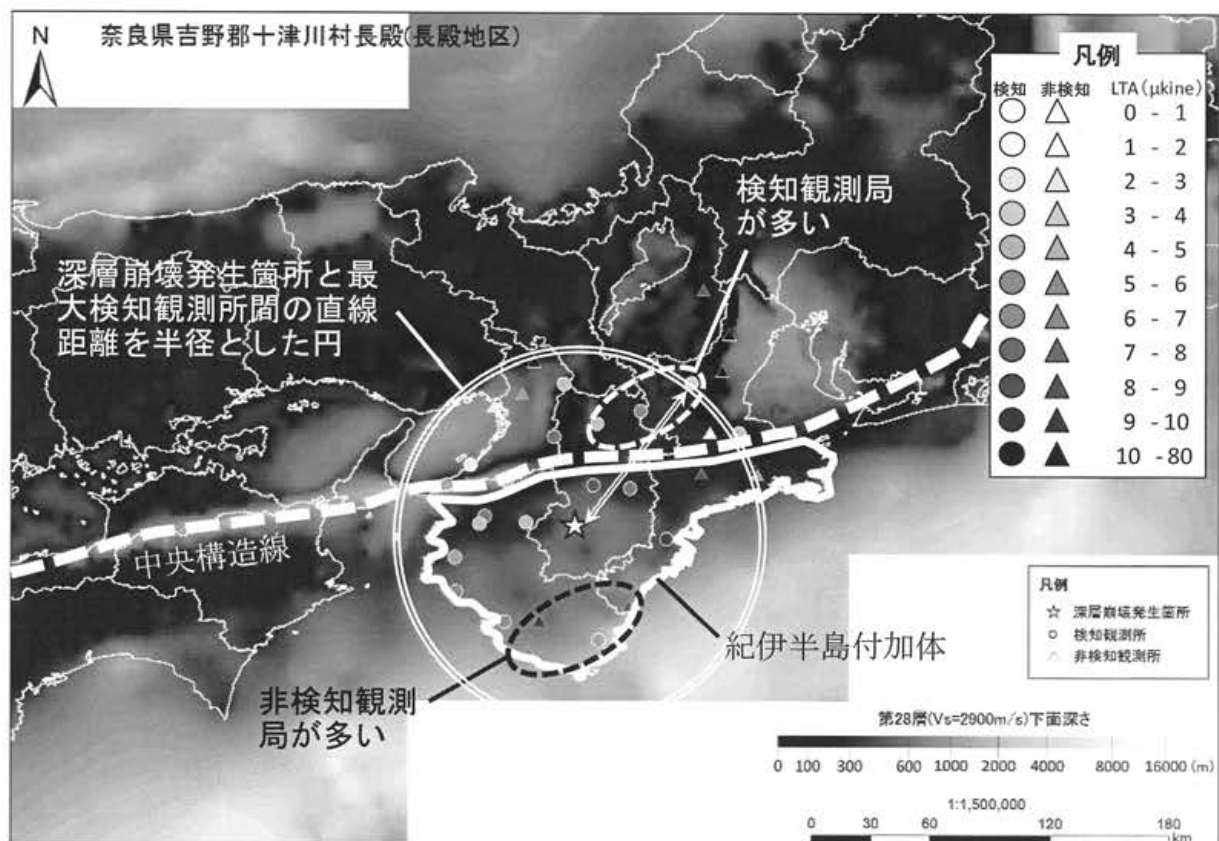 N
奈良県吉野郡十津川村長殿(長殿地区)
凡例
検知 非検知 LTA(μkine)
0 - 1
1 - 2
2 - 3
3 - 4
4 - 5
5 - 6
6 - 7
7 - 8
8 - 9
9 - 10
10 - 80
検知観測局
が多い
深層崩壊発生箇所と最
大検知観測所間の直線
距離を半径とした円
中央構造線
紀伊半島付加体
非検知観測
局が多い
凡例
深層崩壊発生箇所
検知観測所
非検知観測所
第28層(Vs=2900m/s)下面深さ
0 100 300 600 1000 2000 4000 8000 16000 (m)
1:1,500,000
0 30 60 120 180
km